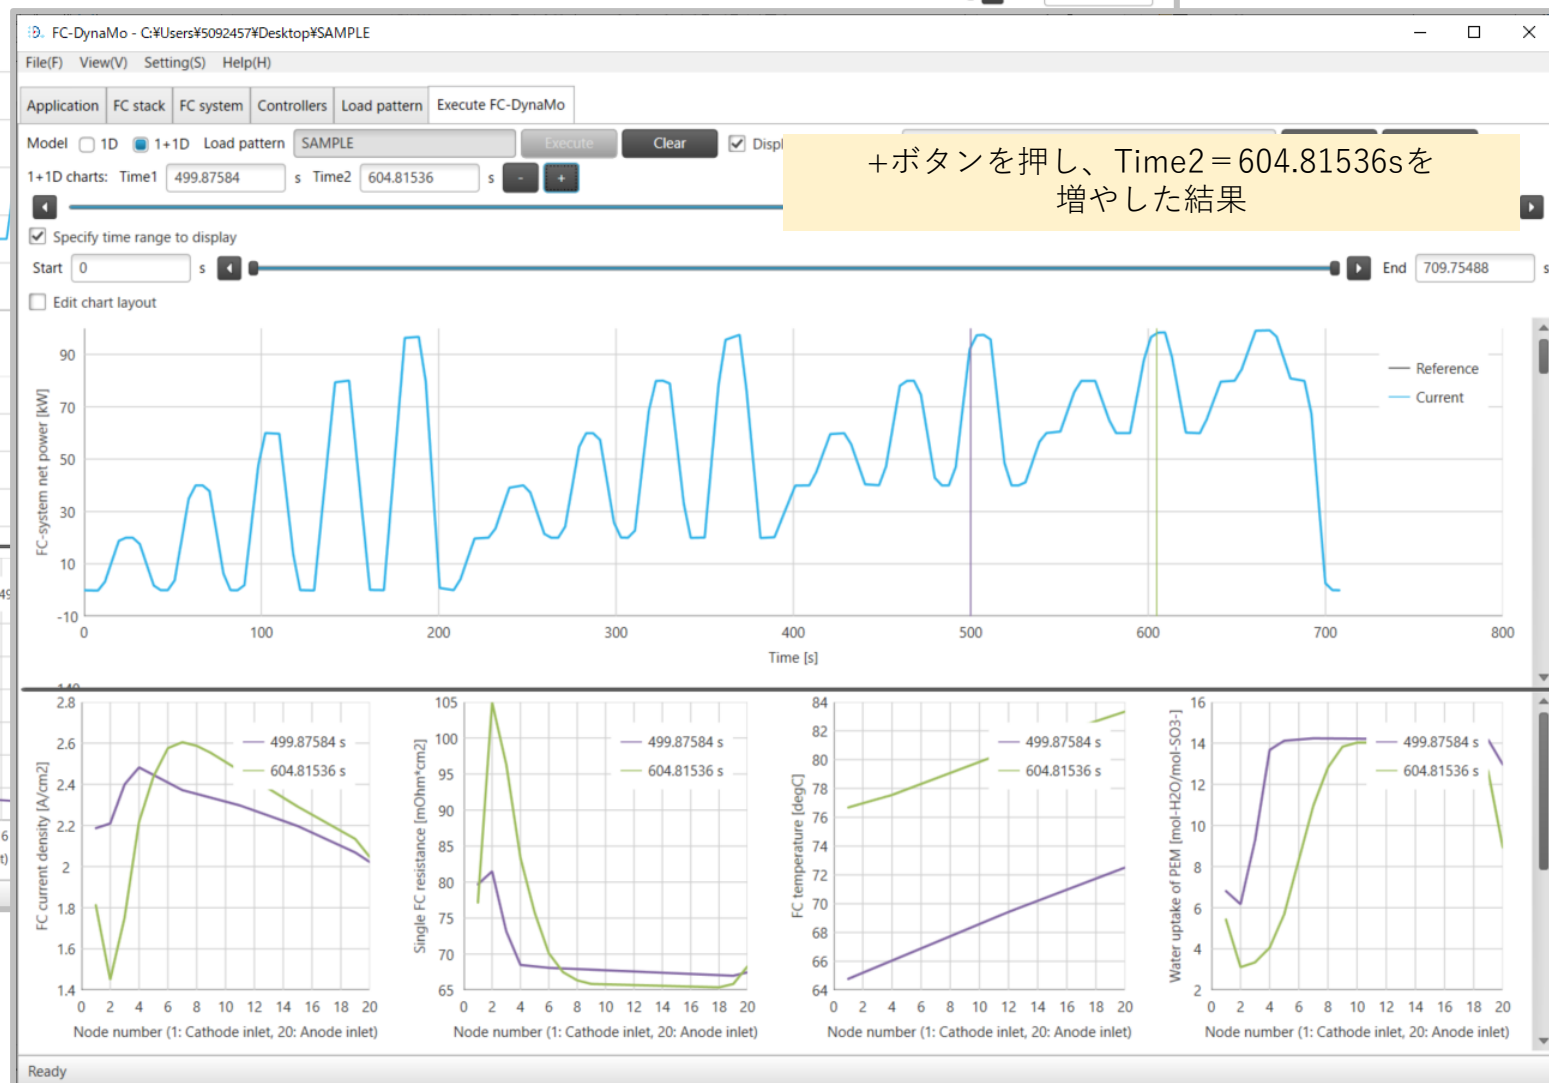 FC-DynaMo - C:¥Users¥5092457¥Desktop¥SAMPLE
File(F) View(V) Setting(S) Help(H)
Application FC stack FC system Controllers Load pattern Execute FC-DynaMo
Model 1D 1+1D Load pattern SAMPLE Execute Clear
+ボタンを押し、Time2＝604.81536sを
増やした結果
1+1D charts: Time1 499.87584 s Time2 604.81536 s - +
Specify time range to display
Start 0 s End 709.75488 s
Edit chart layout
FC-system net power [kW]
90
70
50
30
10
-10
Reference
Current
0 100 200 300 400 500 600 700 800
Time [s]
FC current density [A/cm2]
2.8
2.6
2.4
2.2
2
1.8
1.6
1.4
499.87584 s
604.81536 s
0 2 4 6 8 10 12 14 16 18 20
Node number (1: Cathode inlet, 20: Anode inlet)
Single FC resistance [mOhm*cm2]
105
100
95
90
85
80
75
70
65
499.87584 s
604.81536 s
0 2 4 6 8 10 12 14 16 18 20
Node number (1: Cathode inlet, 20: Anode inlet)
FC temperature [degC]
84
82
80
78
76
74
72
70
68
66
64
499.87584 s
604.81536 s
0 2 4 6 8 10 12 14 16 18 20
Node number (1: Cathode inlet, 20: Anode inlet)
Water uptake of PEM [mol-H2O/mol-SO3-]
16
14
12
10
8
6
4
2
499.87584 s
604.81536 s
0 2 4 6 8 10 12 14 16 18 20
Node number (1: Cathode inlet, 20: Anode inlet)
Ready